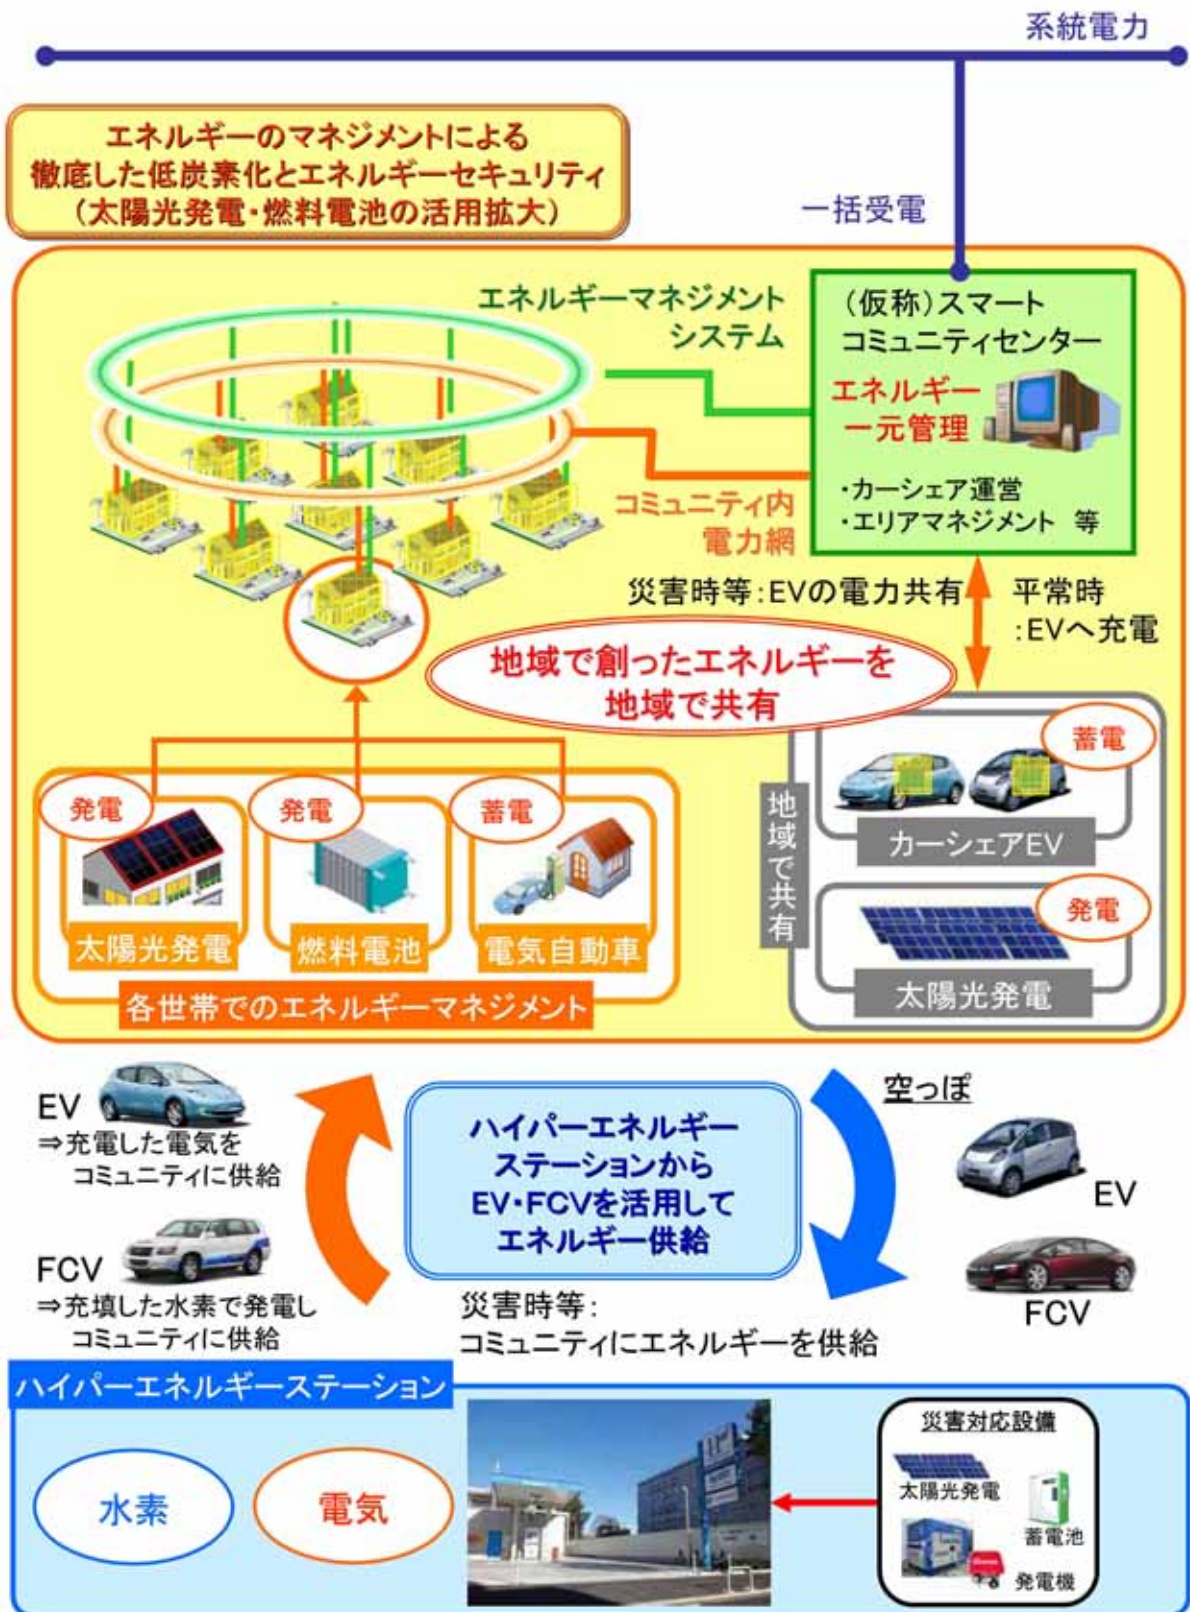 系統電力
エネルギーのマネジメントによる
徹底した低炭素化とエネルギーセキュリティ
（太陽光発電・燃料電池の活用拡大）
一括受電
エネルギーマネジメント
システム
（仮称）スマート
コミュニティセンター
エネルギー
一元管理
・カーシェア運営
・エリアマネジメント 等
コミュニティ内
電力網
災害時等：EVの電力共有
平常時
：EVへ充電
地域で創ったエネルギーを
地域で共有
発電
太陽光発電
発電
燃料電池
蓄電
電気自動車
各世帯でのエネルギーマネジメント
地域で共有
蓄電
カーシェアEV
発電
太陽光発電
EV
⇒充電した電気を
コミュニティに供給
FCV
⇒充填した水素で発電し
コミュニティに供給
ハイパーエネルギー
ステーションから
EV・FCVを活用して
エネルギー供給
災害時等：
コミュニティにエネルギーを供給
空っぽ
EV
FCV
ハイパーエネルギーステーション
水素
電気
災害対応設備
太陽光発電
蓄電池
発電機